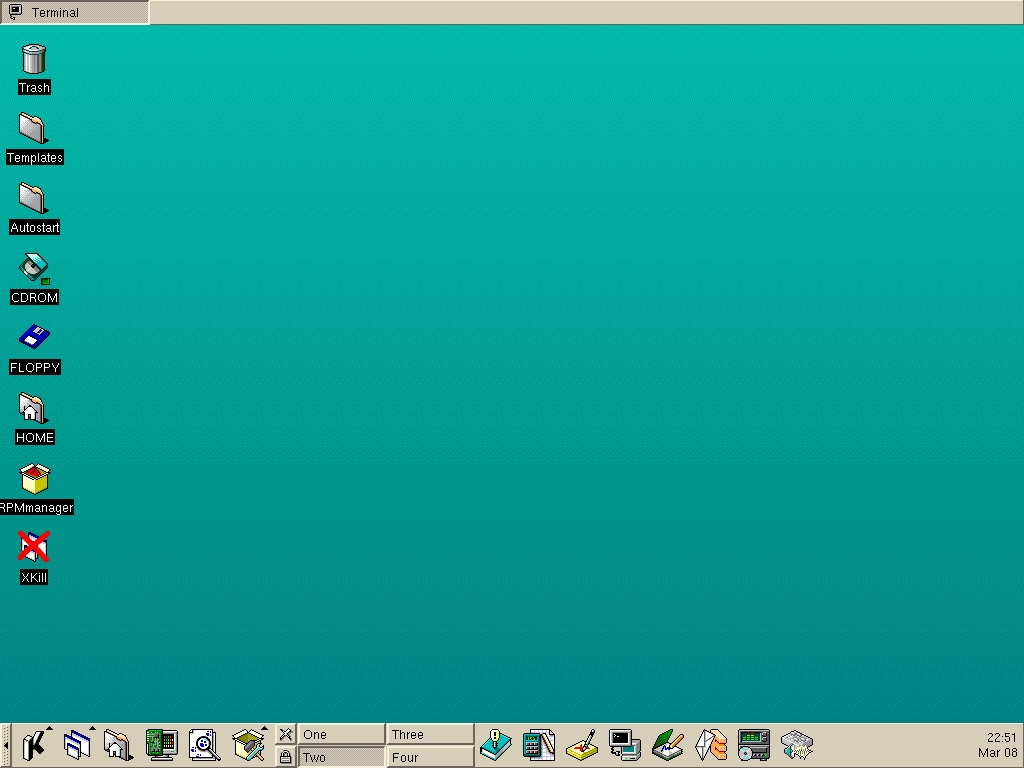 Terminal
Trash
Templates
Autostart
CDROM
FLOPPY
HOME
RPMmanager
XKill
One
Three
Two
Four
22:51
Mar 08